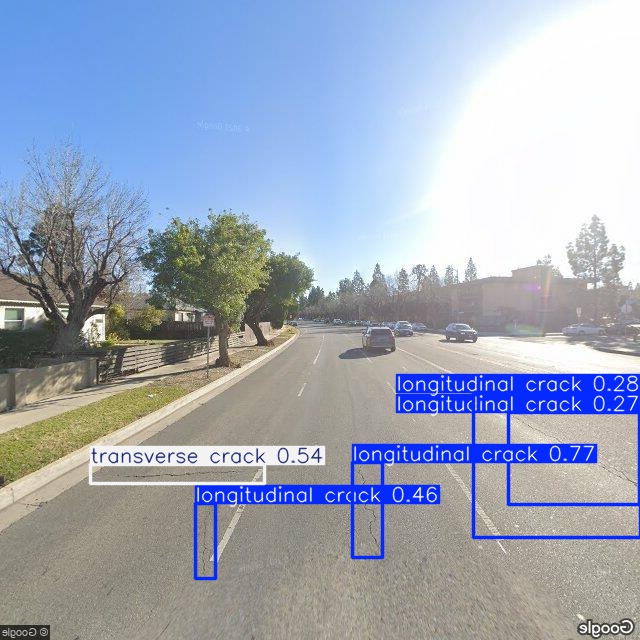 longitudinal crack 0.28
longitudinal crack 0.27
transverse crack 0.54
longitudinal crack 0.77
longitudinal crack 0.46
© Google
Google